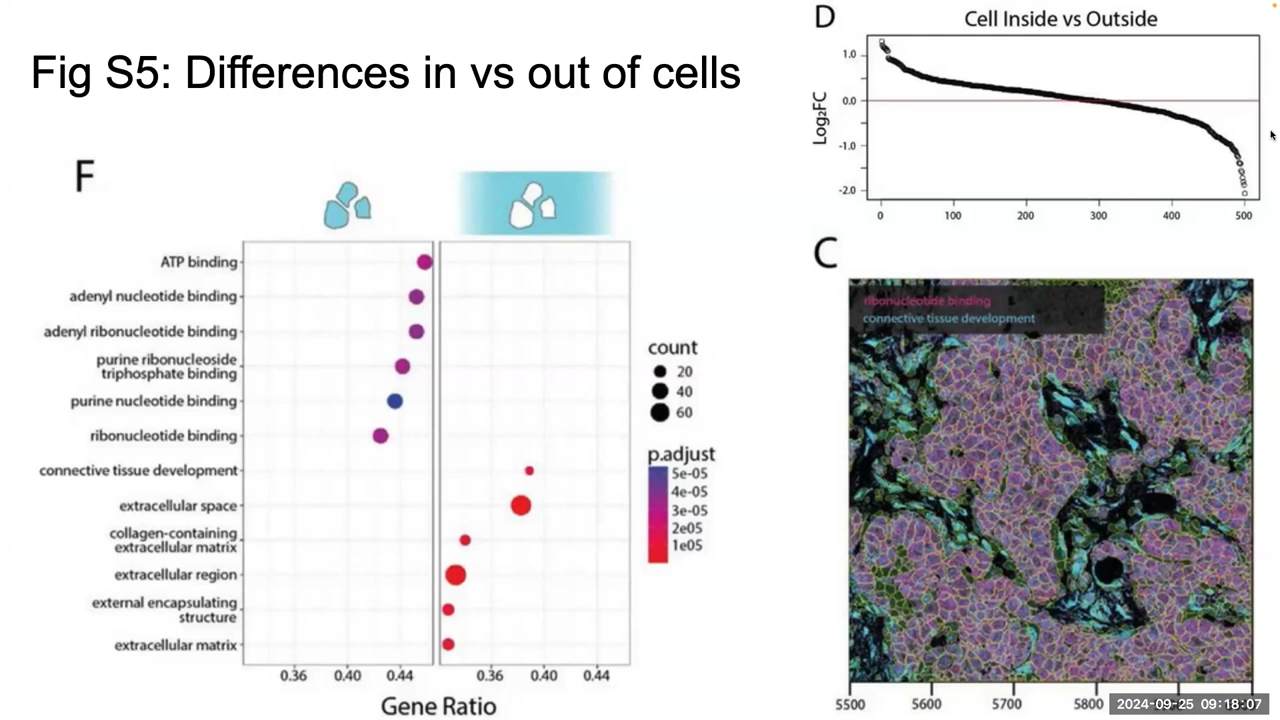 Fig S5: Differences in vs out of cells
F
ATP binding
adenyl nucleotide binding
adenyl ribonucleotide binding
purine ribonucleoside
triphosphate binding
purine nucleotide binding
ribonucleotide binding
connective tissue development
extracellular space
collagen-containing
extracellular matrix
extracellular region
external encapsulating
structure
extracellular matrix
0.36 0.40 0.44 0.36 0.40 0.44
Gene Ratio
count
20
40
60
p.adjust
5e-05
4e-05
3e-05
2e05
1e05
D
Cell Inside vs Outside
Log₂FC
1.0
0.0
-1.0
-2.0
0 100 200 300 400 500
C
ribonucleotide binding
connective tissue development
5500 5600 5700 5800
2024-09-25 09:18:07